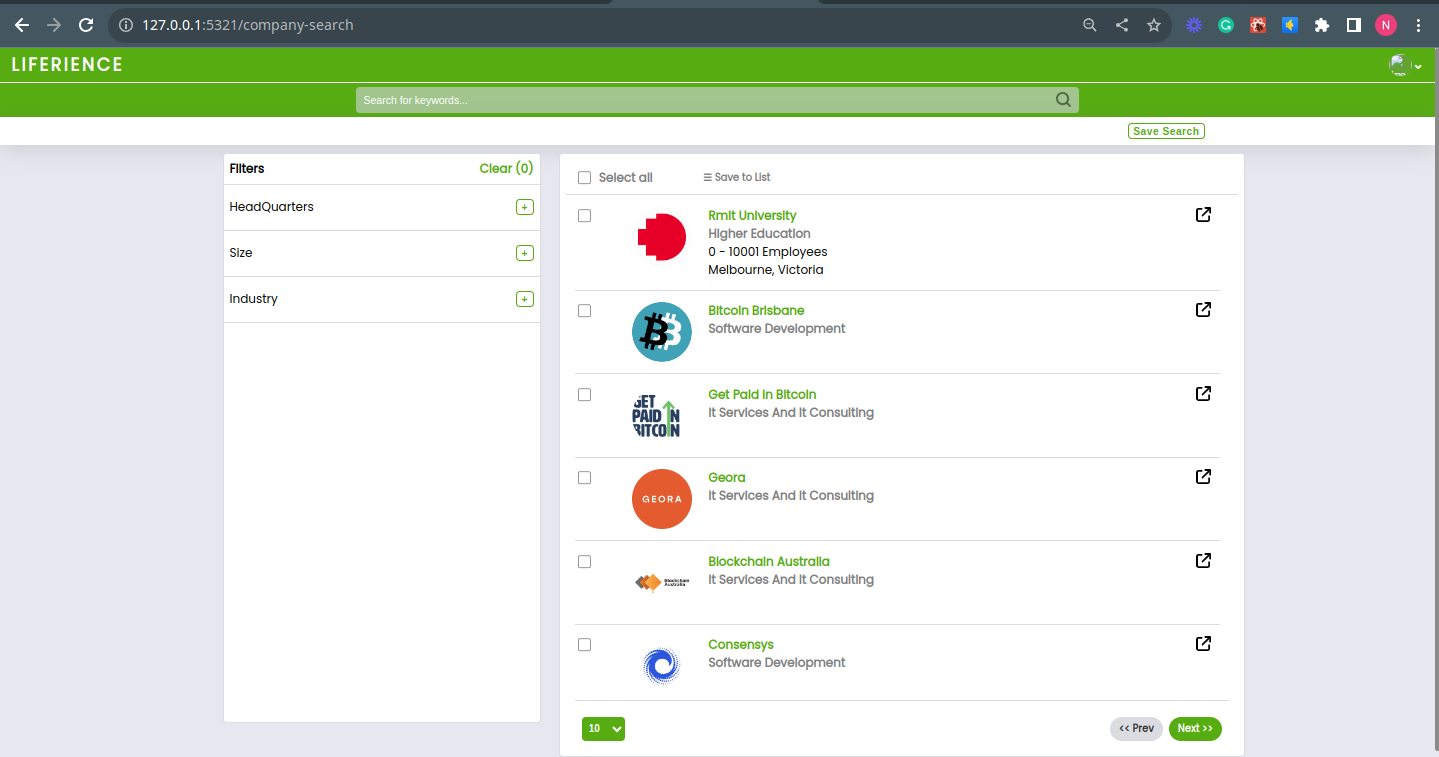 127.0.0.1:5321/company-search
N
LIFERIENCE
Search for keywords...
Save Search
Filters
Clear (0)
HeadQuarters
+
Size
+
Industry
+
Select all
Save to List
Rmit University
Higher Education
0 - 10001 Employees
Melbourne, Victoria
Bitcoin Brisbane
Software Development
GET
PAID IN
BITCOIN
Get Paid In Bitcoin
It Services And It Consulting
GEORA
Geora
It Services And It Consulting
Blockchain
Australia
Blockchain Australia
It Services And It Consulting
Consensys
Software Development
10
<< Prev
Next >>